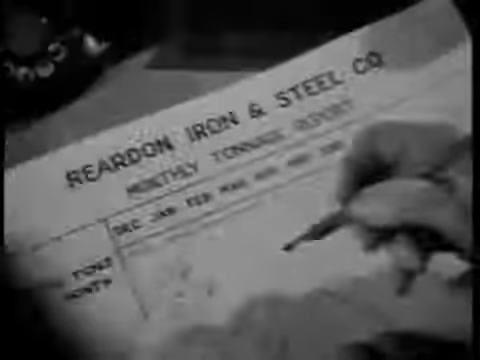 REARDON IRON & STEEL CO
MONTHLY TONNAGE REPORT
DEC JAN FEB MAR APR MAY JUN
TONS
MONTH